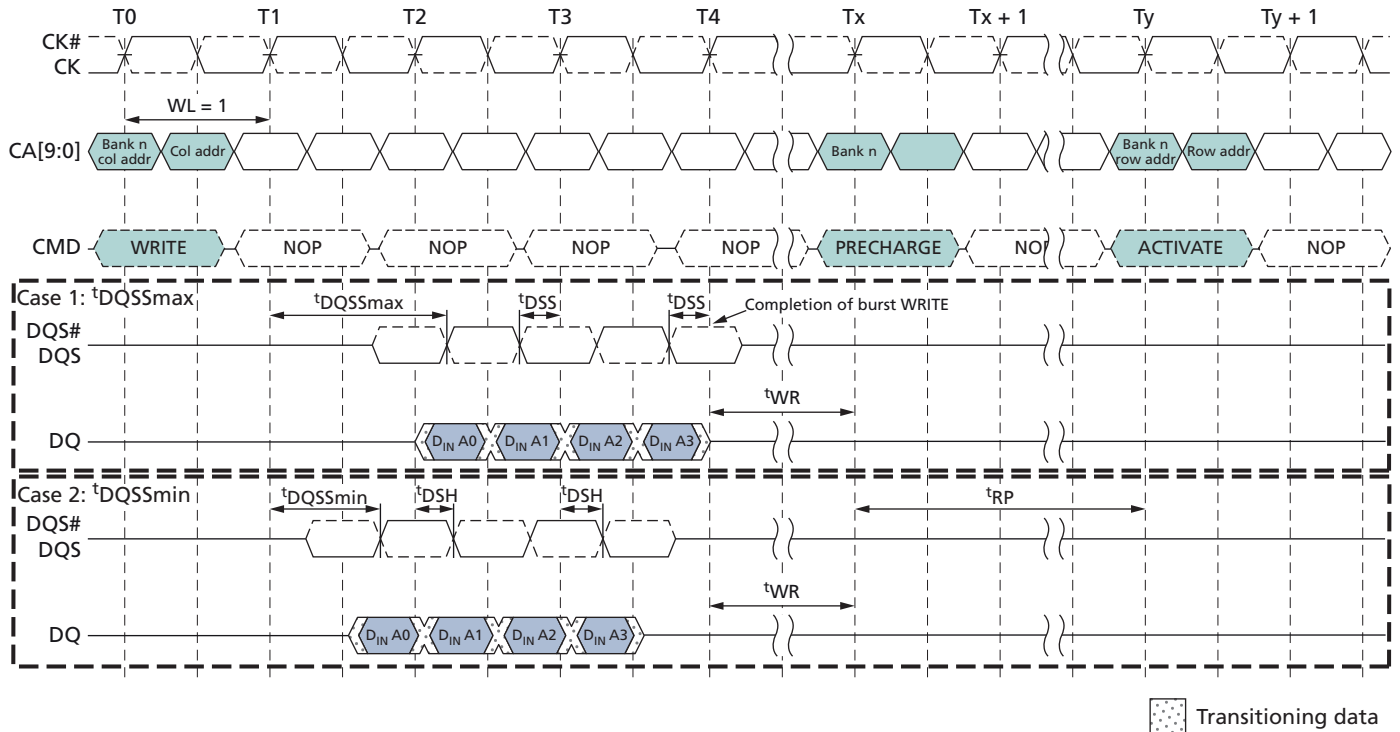 T0 T1 T2 T3 T4 Tx Tx + 1 Ty Ty + 1
CK#
CK
WL = 1
CA[9:0] Bank n col addr Col addr Bank n Bank n row addr Row addr
CMD WRITE NOP NOP NOP NOP PRECHARGE NOP ACTIVATE NOP
Case 1: tDQSSmax
tDQSSmax tDSS tDSS Completion of burst WRITE
DQS#
DQS
tWR
DQ DIN A0 DIN A1 DIN A2 DIN A3
Case 2: tDQSSmin
tDQSSmin tDSH tDSH tRP
DQS#
DQS
tWR
DQ DIN A0 DIN A1 DIN A2 DIN A3
Transitioning data